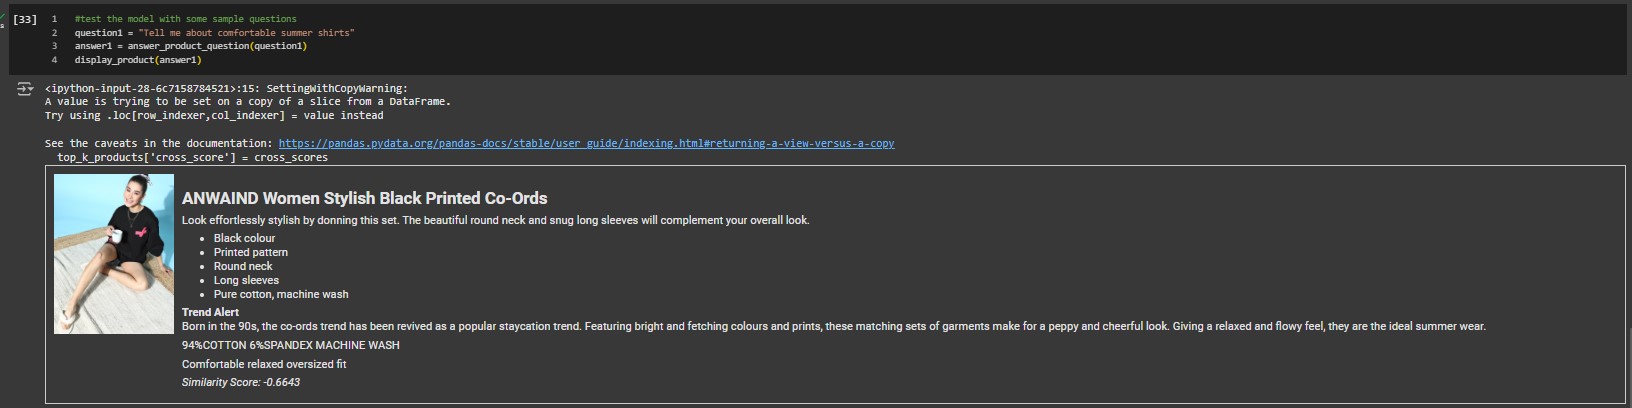 [33] 1 #test the model with some sample questions
2 question1 = "Tell me about comfortable summer shirts"
3 answer1 = answer_product_question(question1)
4 display_product(answer1)
s
<ipython-input-28-6c7158784521>:15: SettingWithCopyWarning:
A value is trying to be set on a copy of a slice from a DataFrame.
Try using .loc[row_indexer,col_indexer] = value instead
See the caveats in the documentation: https://pandas.pydata.org/pandas-docs/stable/user_guide/indexing.html#returning-a-view-versus-a-copy
top_k_products['cross_score'] = cross_scores
ANWAIND Women Stylish Black Printed Co-Ords
Look effortlessly stylish by donning this set. The beautiful round neck and snug long sleeves will complement your overall look.
• Black colour
• Printed pattern
• Round neck
• Long sleeves
• Pure cotton, machine wash
Trend Alert
Born in the 90s, the co-ords trend has been revived as a popular staycation trend. Featuring bright and fetching colours and prints, these matching sets of garments make for a peppy and cheerful look. Giving a relaxed and flowy feel, they are the ideal summer wear.
94%COTTON 6%SPANDEX MACHINE WASH
Comfortable relaxed oversized fit
Similarity Score: -0.6643